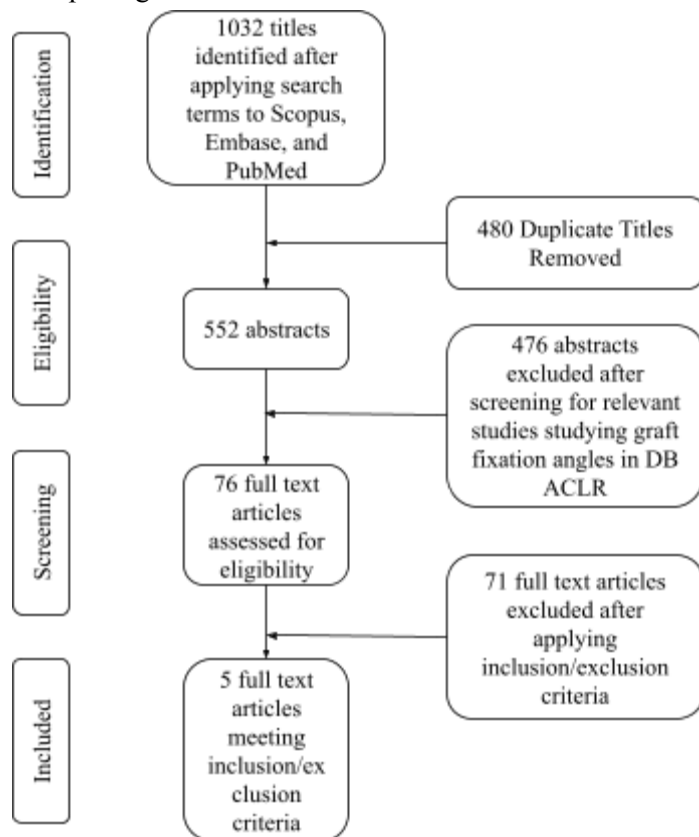 Identification
1032 titles
identified after
applying search
terms to Scopus,
Embase, and
PubMed
480 Duplicate Titles
Removed
Eligibility
552 abstracts
476 abstracts
excluded after
screening for relevant
studies studying graft
fixation angles in DB
ACLR
Screening
76 full text
articles
assessed for
eligibility
71 full text articles
excluded after
applying
inclusion/exclusion
criteria
Included
5 full text
articles
meeting
inclusion/ex
clusion
criteria